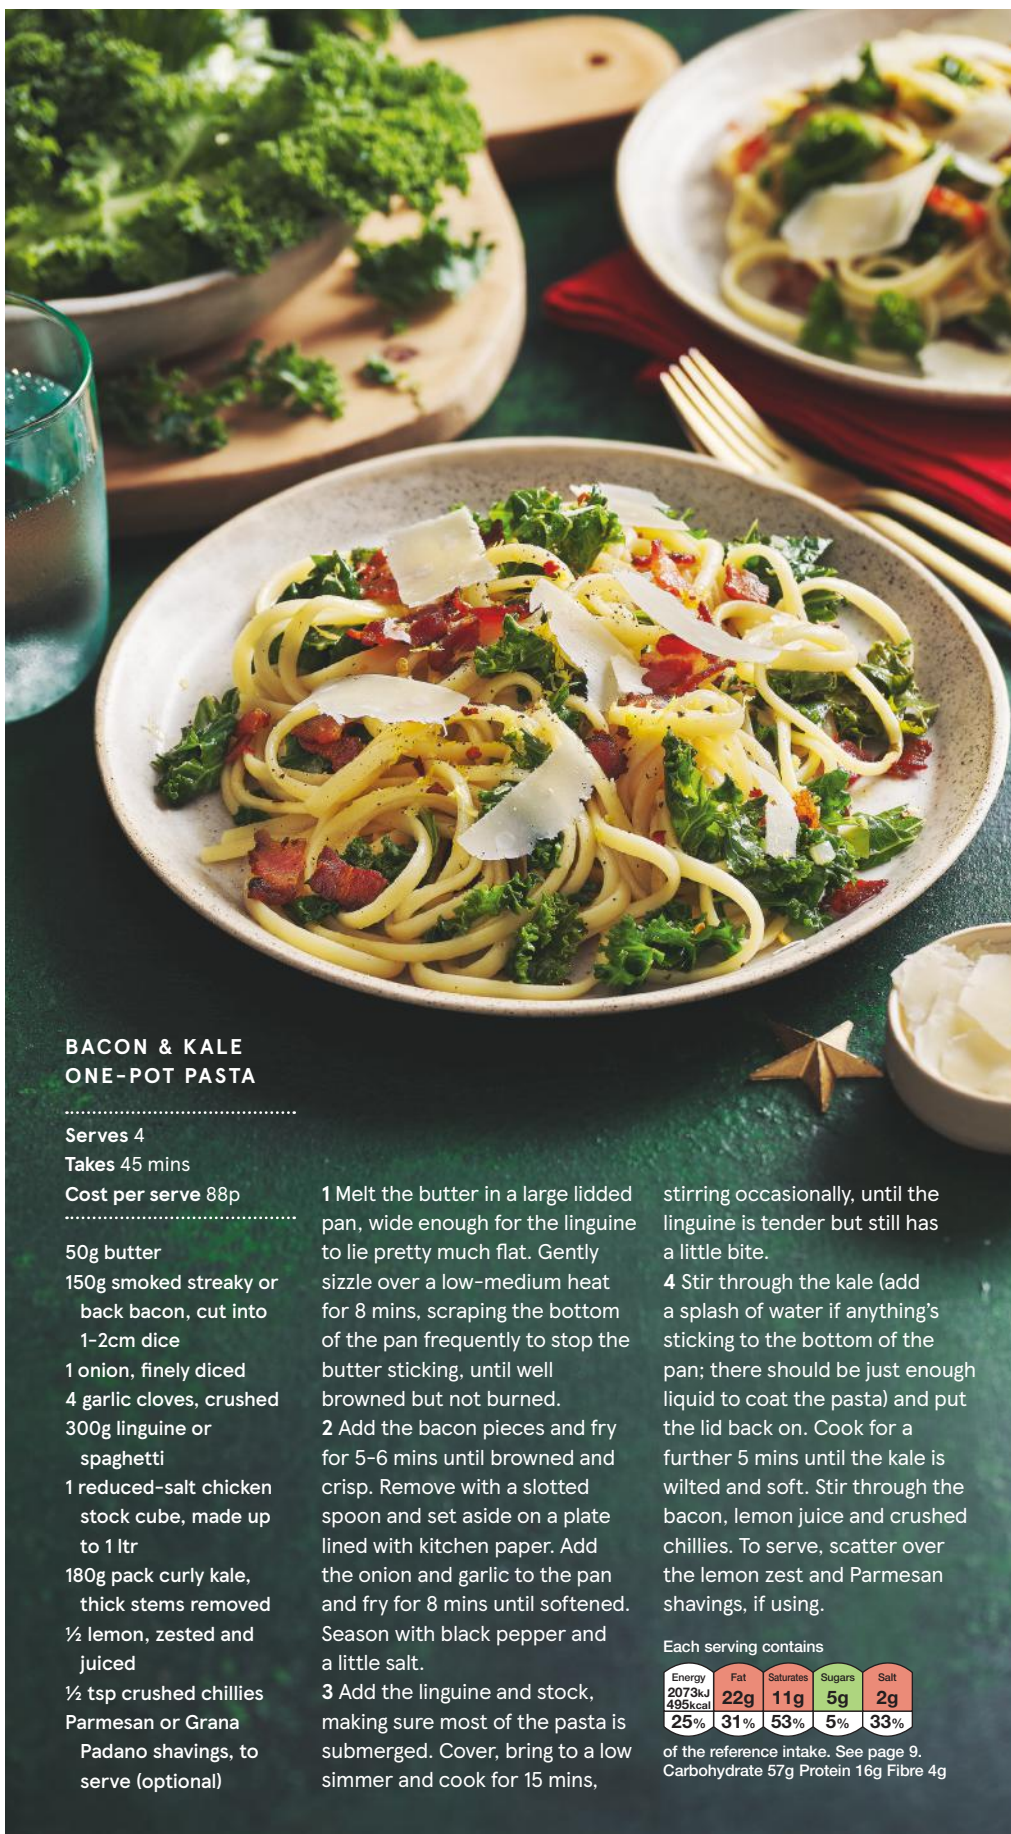 BACON & KALE
ONE-POT PASTA
Serves 4
Takes 45 mins
Cost per serve 88p
50g butter
150g smoked streaky or
back bacon, cut into
1-2cm dice
1 onion, finely diced
4 garlic cloves, crushed
300g linguine or
spaghetti
1 reduced-salt chicken
stock cube, made up
to 1 ltr
180g pack curly kale,
thick stems removed
½ lemon, zested and
juiced
½ tsp crushed chillies
Parmesan or Grana
Padano shavings, to
serve (optional)
1 Melt the butter in a large lidded
pan, wide enough for the linguine
to lie pretty much flat. Gently
sizzle over a low-medium heat
for 8 mins, scraping the bottom
of the pan frequently to stop the
butter sticking, until well
browned but not burned.
2 Add the bacon pieces and fry
for 5-6 mins until browned and
crisp. Remove with a slotted
spoon and set aside on a plate
lined with kitchen paper. Add
the onion and garlic to the pan
and fry for 8 mins until softened.
Season with black pepper and
a little salt.
3 Add the linguine and stock,
making sure most of the pasta is
submerged. Cover, bring to a low
simmer and cook for 15 mins,
stirring occasionally, until the
linguine is tender but still has
a little bite.
4 Stir through the kale (add
a splash of water if anything's
sticking to the bottom of the
pan; there should be just enough
liquid to coat the pasta) and put
the lid back on. Cook for a
further 5 mins until the kale is
wilted and soft. Stir through the
bacon, lemon juice and crushed
chillies. To serve, scatter over
the lemon zest and Parmesan
shavings, if using.
Each serving contains
Energy Fat Saturates Sugars Salt
2073kJ
495kcal 22g 11g 5g 2g
25% 31% 53% 5% 33%
of the reference intake. See page 9.
Carbohydrate 57g Protein 16g Fibre 4g